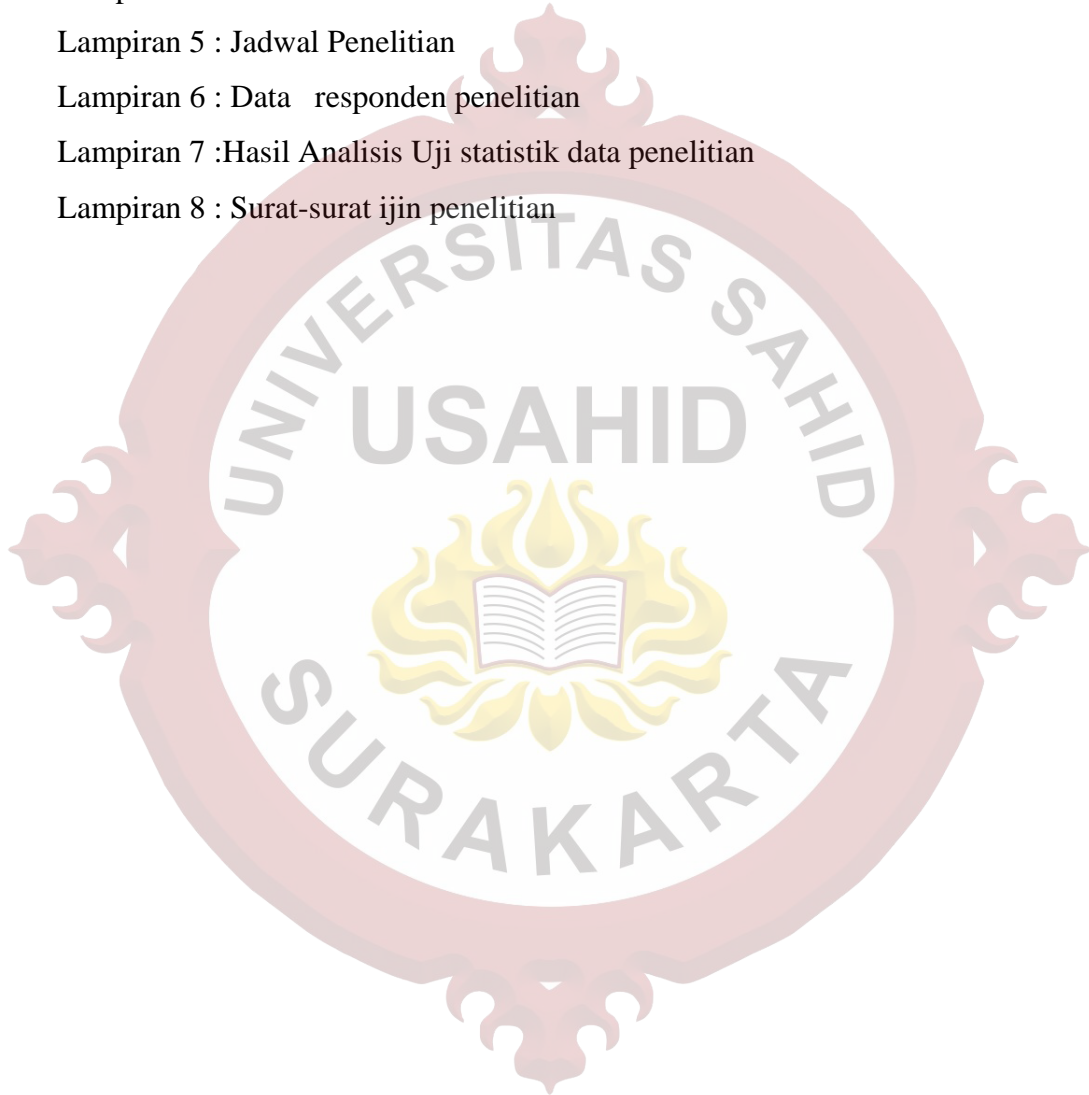 Lampiran 5 : Jadwal Penelitian
Lampiran 6 : Data   responden penelitian
Lampiran 7 :Hasil Analisis Uji statistik data penelitian
Lampiran 8 : Surat-surat ijin penelitian
UNIVERSITAS SAHID
USAHID
SURAKARTA